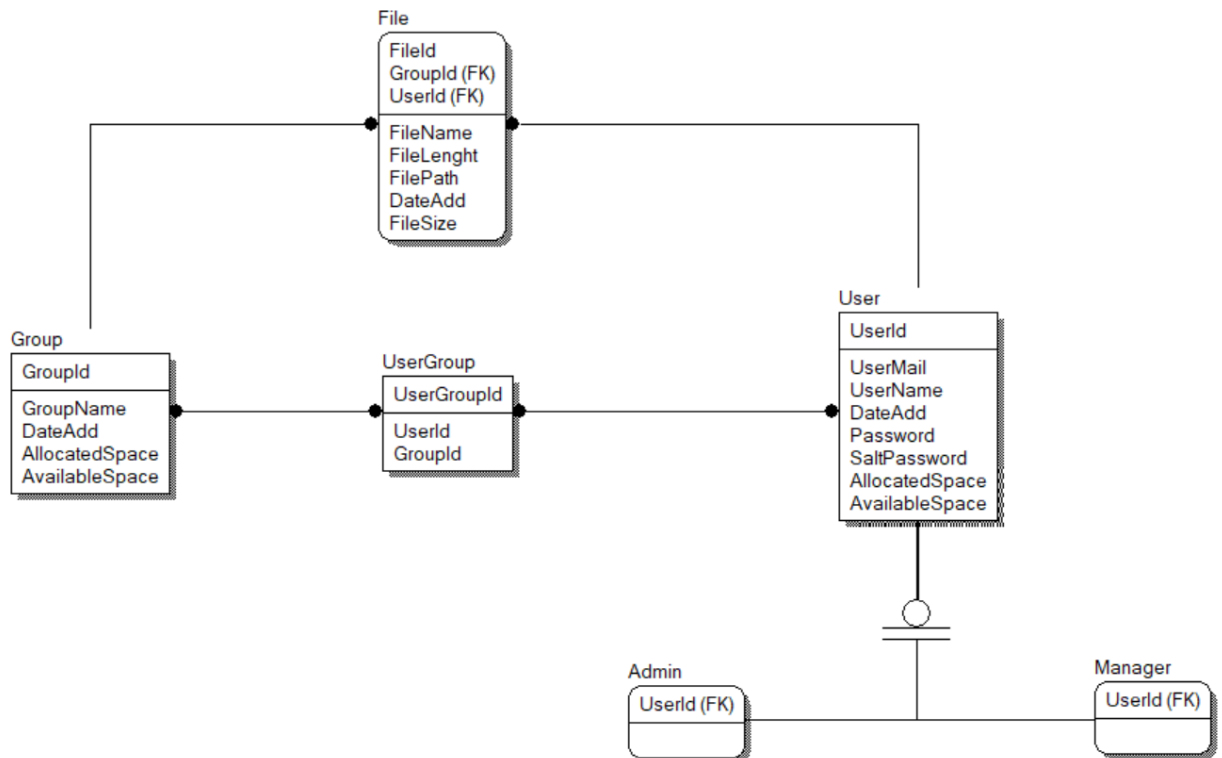 File
FileId
GroupId (FK)
UserId (FK)
FileName
FileLenght
FilePath
DateAdd
FileSize
Group
GroupId
GroupName
DateAdd
AllocatedSpace
AvailableSpace
UserGroup
UserGroupId
UserId
GroupId
User
UserId
UserMail
UserName
DateAdd
Password
SaltPassword
AllocatedSpace
AvailableSpace
Admin
UserId (FK)
Manager
UserId (FK)